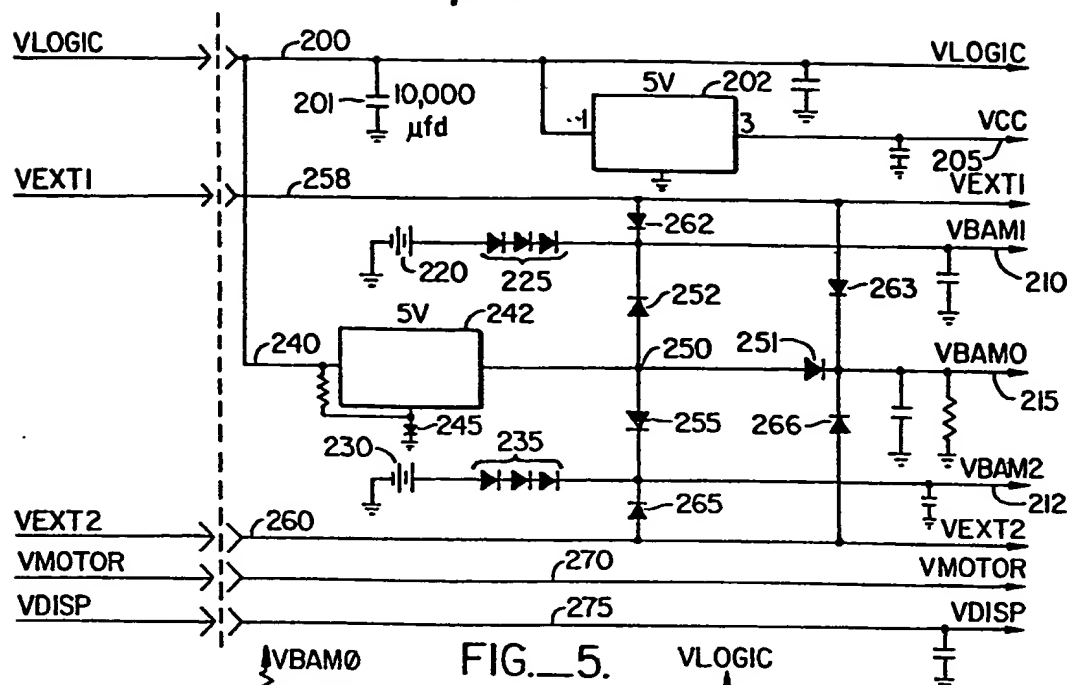 VLOGIC
200
VLOGIC
201
10,000
µfd
5V
202
1
3
VCC
205
VEXT1
258
VEXT1
262
VBAM1
220
225
210
252
263
5V
242
240
250
251
VBAM0
215
245
255
266
230
235
VBAM2
212
265
VEXT2
260
VEXT2
VMOTOR
270
VMOTOR
VDISP
275
VDISP
VBAM0
FIG._5.
VLOGIC